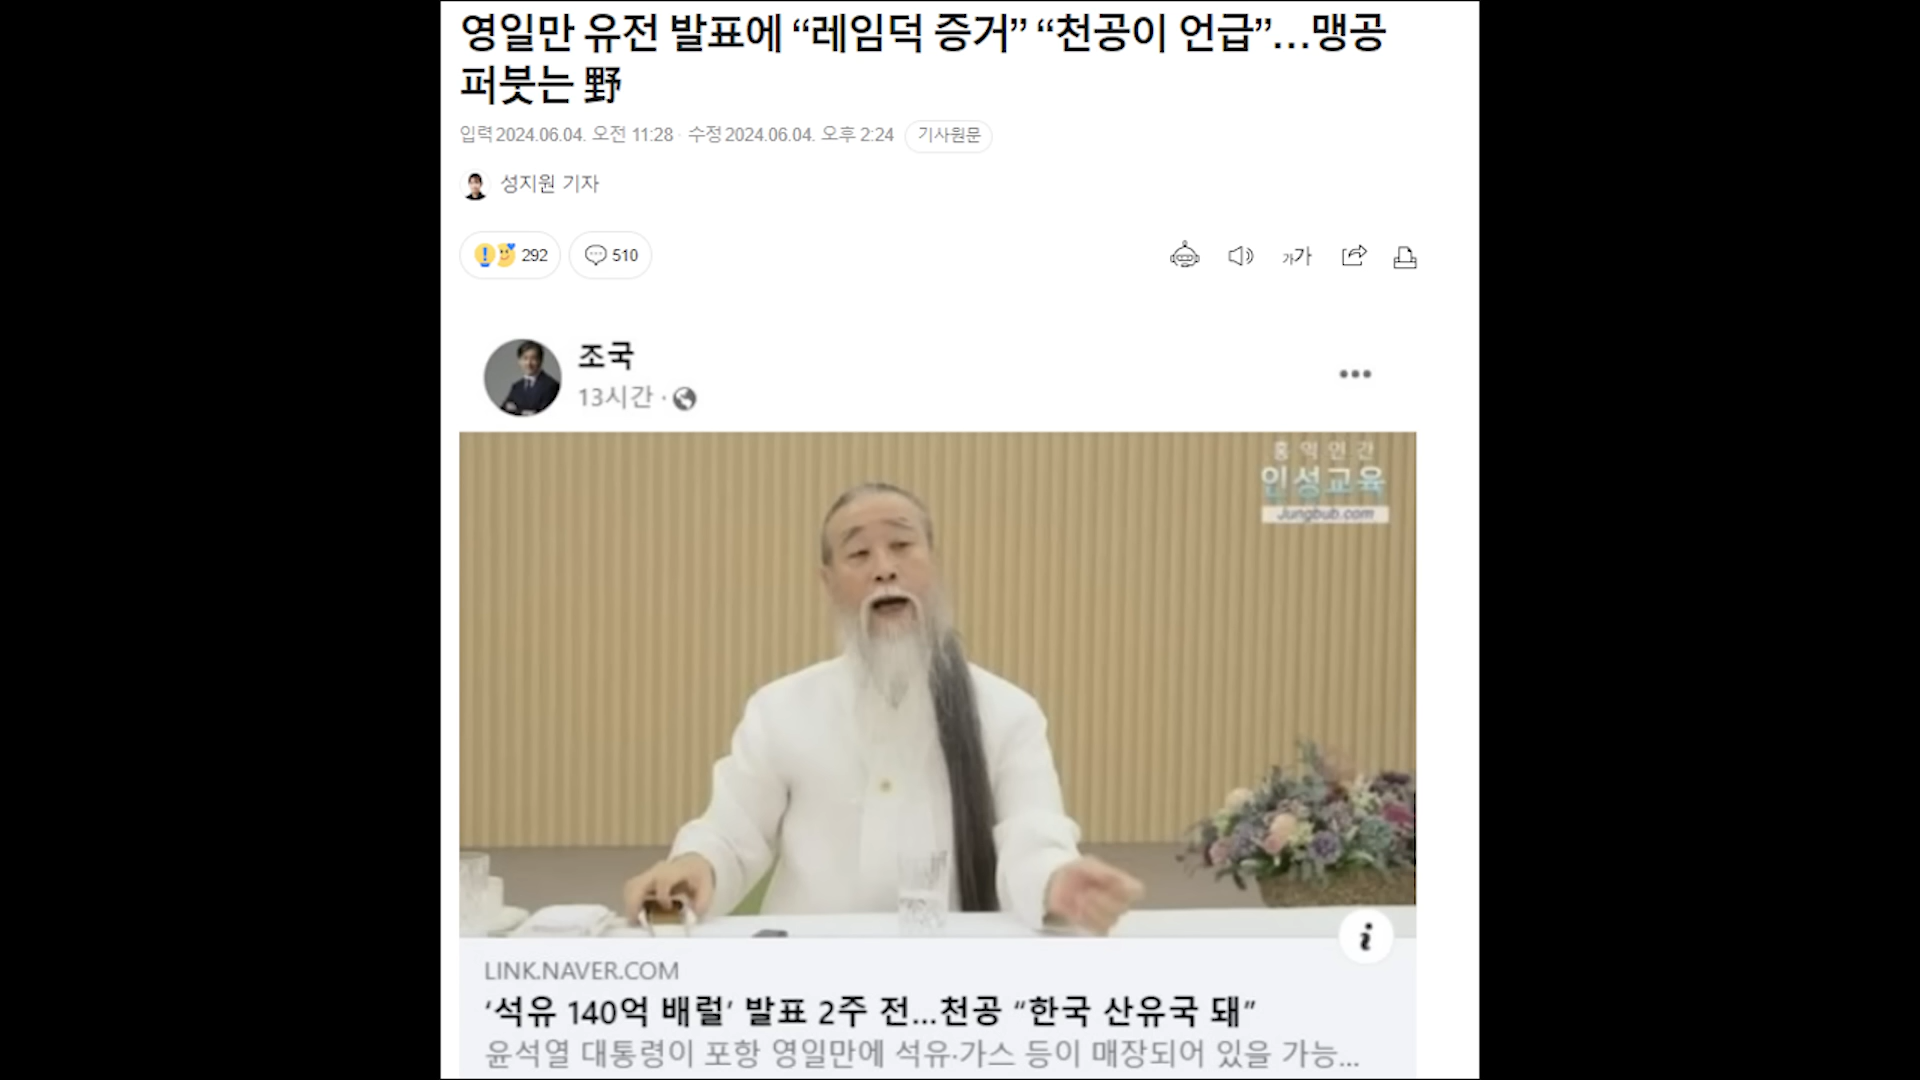 영일만 유전 발표에 “레임덕 증거” “천공이 언급”…맹공
퍼붓는 野
입력 2024.06.04. 오전 11:28 · 수정 2024.06.04. 오후 2:24 기사원문
성지원 기자
292 510
가가
조국
13시간 ·
홍익인간
인성교육
Jungbub.com
LINK.NAVER.COM
‘석유 140억 배럴’ 발표 2주 전…천공 “한국 산유국 돼”
윤석열 대통령이 포항 영일만에 석유·가스 등이 매장되어 있을 가능...